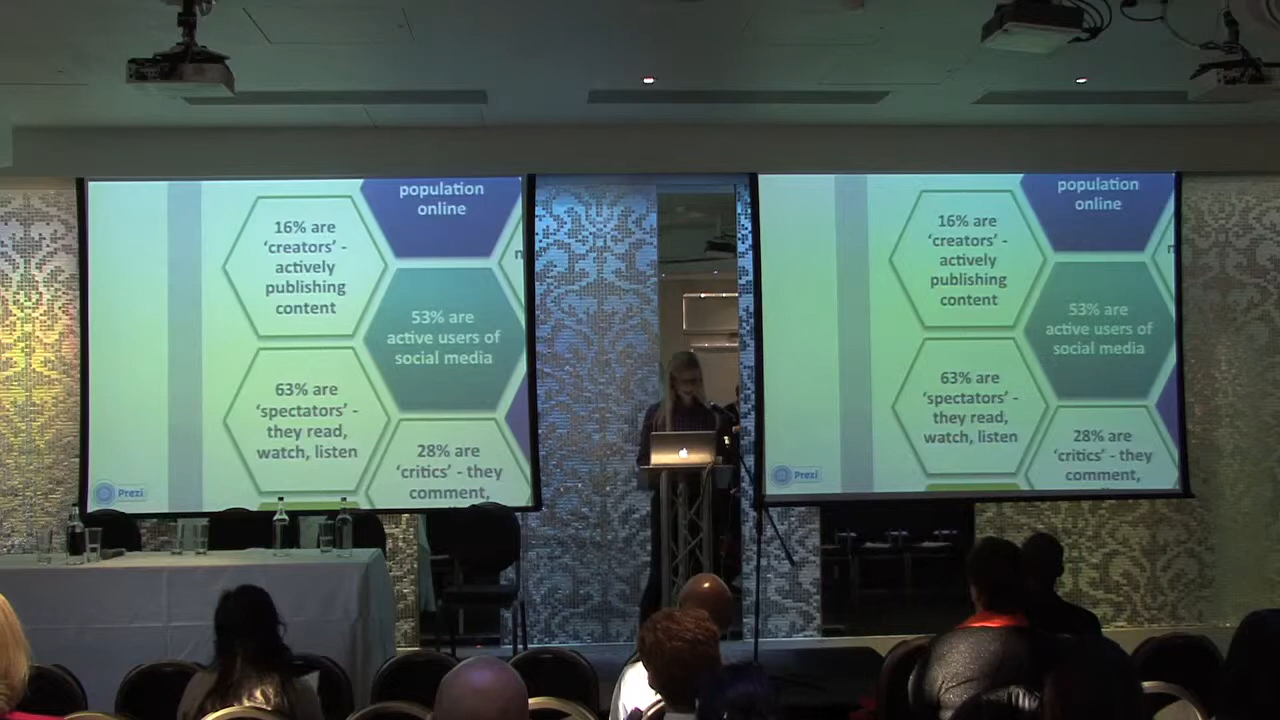 population
online
16% are
‘creators’ -
actively
publishing
content
53% are
active users of
social media
63% are
‘spectators’ -
they read,
watch, listen
28% are
‘critics’ - they
comment,
Prezi
population
online
16% are
‘creators’ -
actively
publishing
content
53% are
active users of
social media
63% are
‘spectators’ -
they read,
watch, listen
28% are
‘critics’ - they
comment,
Prezi